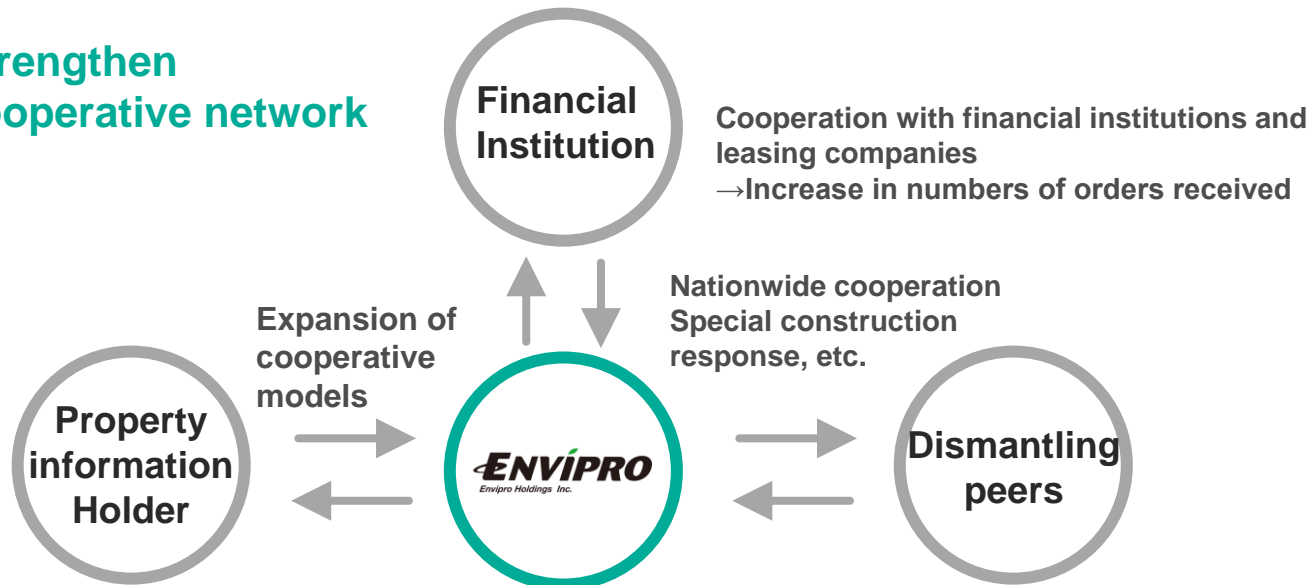 rengthen
operative network
Financial
Institution
Cooperation with financial institutions and
leasing companies
→Increase in numbers of orders received
Nationwide cooperation
Special construction
response, etc.
Expansion of
cooperative
models
Property
information
Holder
ENVIPRO
Envipro Holdings Inc.
Dismantling
peers